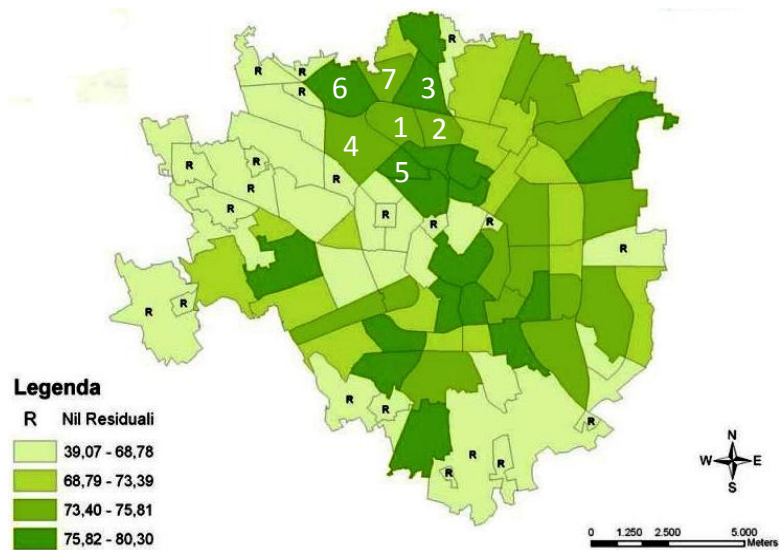 R
R
R
7
6
3
R
1
2
4
R
R
5
R
R
R
R
R
R
R
R
R
R
Legenda
R Nil Residuali
39,07 - 68,78
68,79 - 73,39
73,40 - 75,81
75,82 - 80,30
R
R
R
R
R
R
N
W E
S
0 1.250 2.500 5.000
Meters